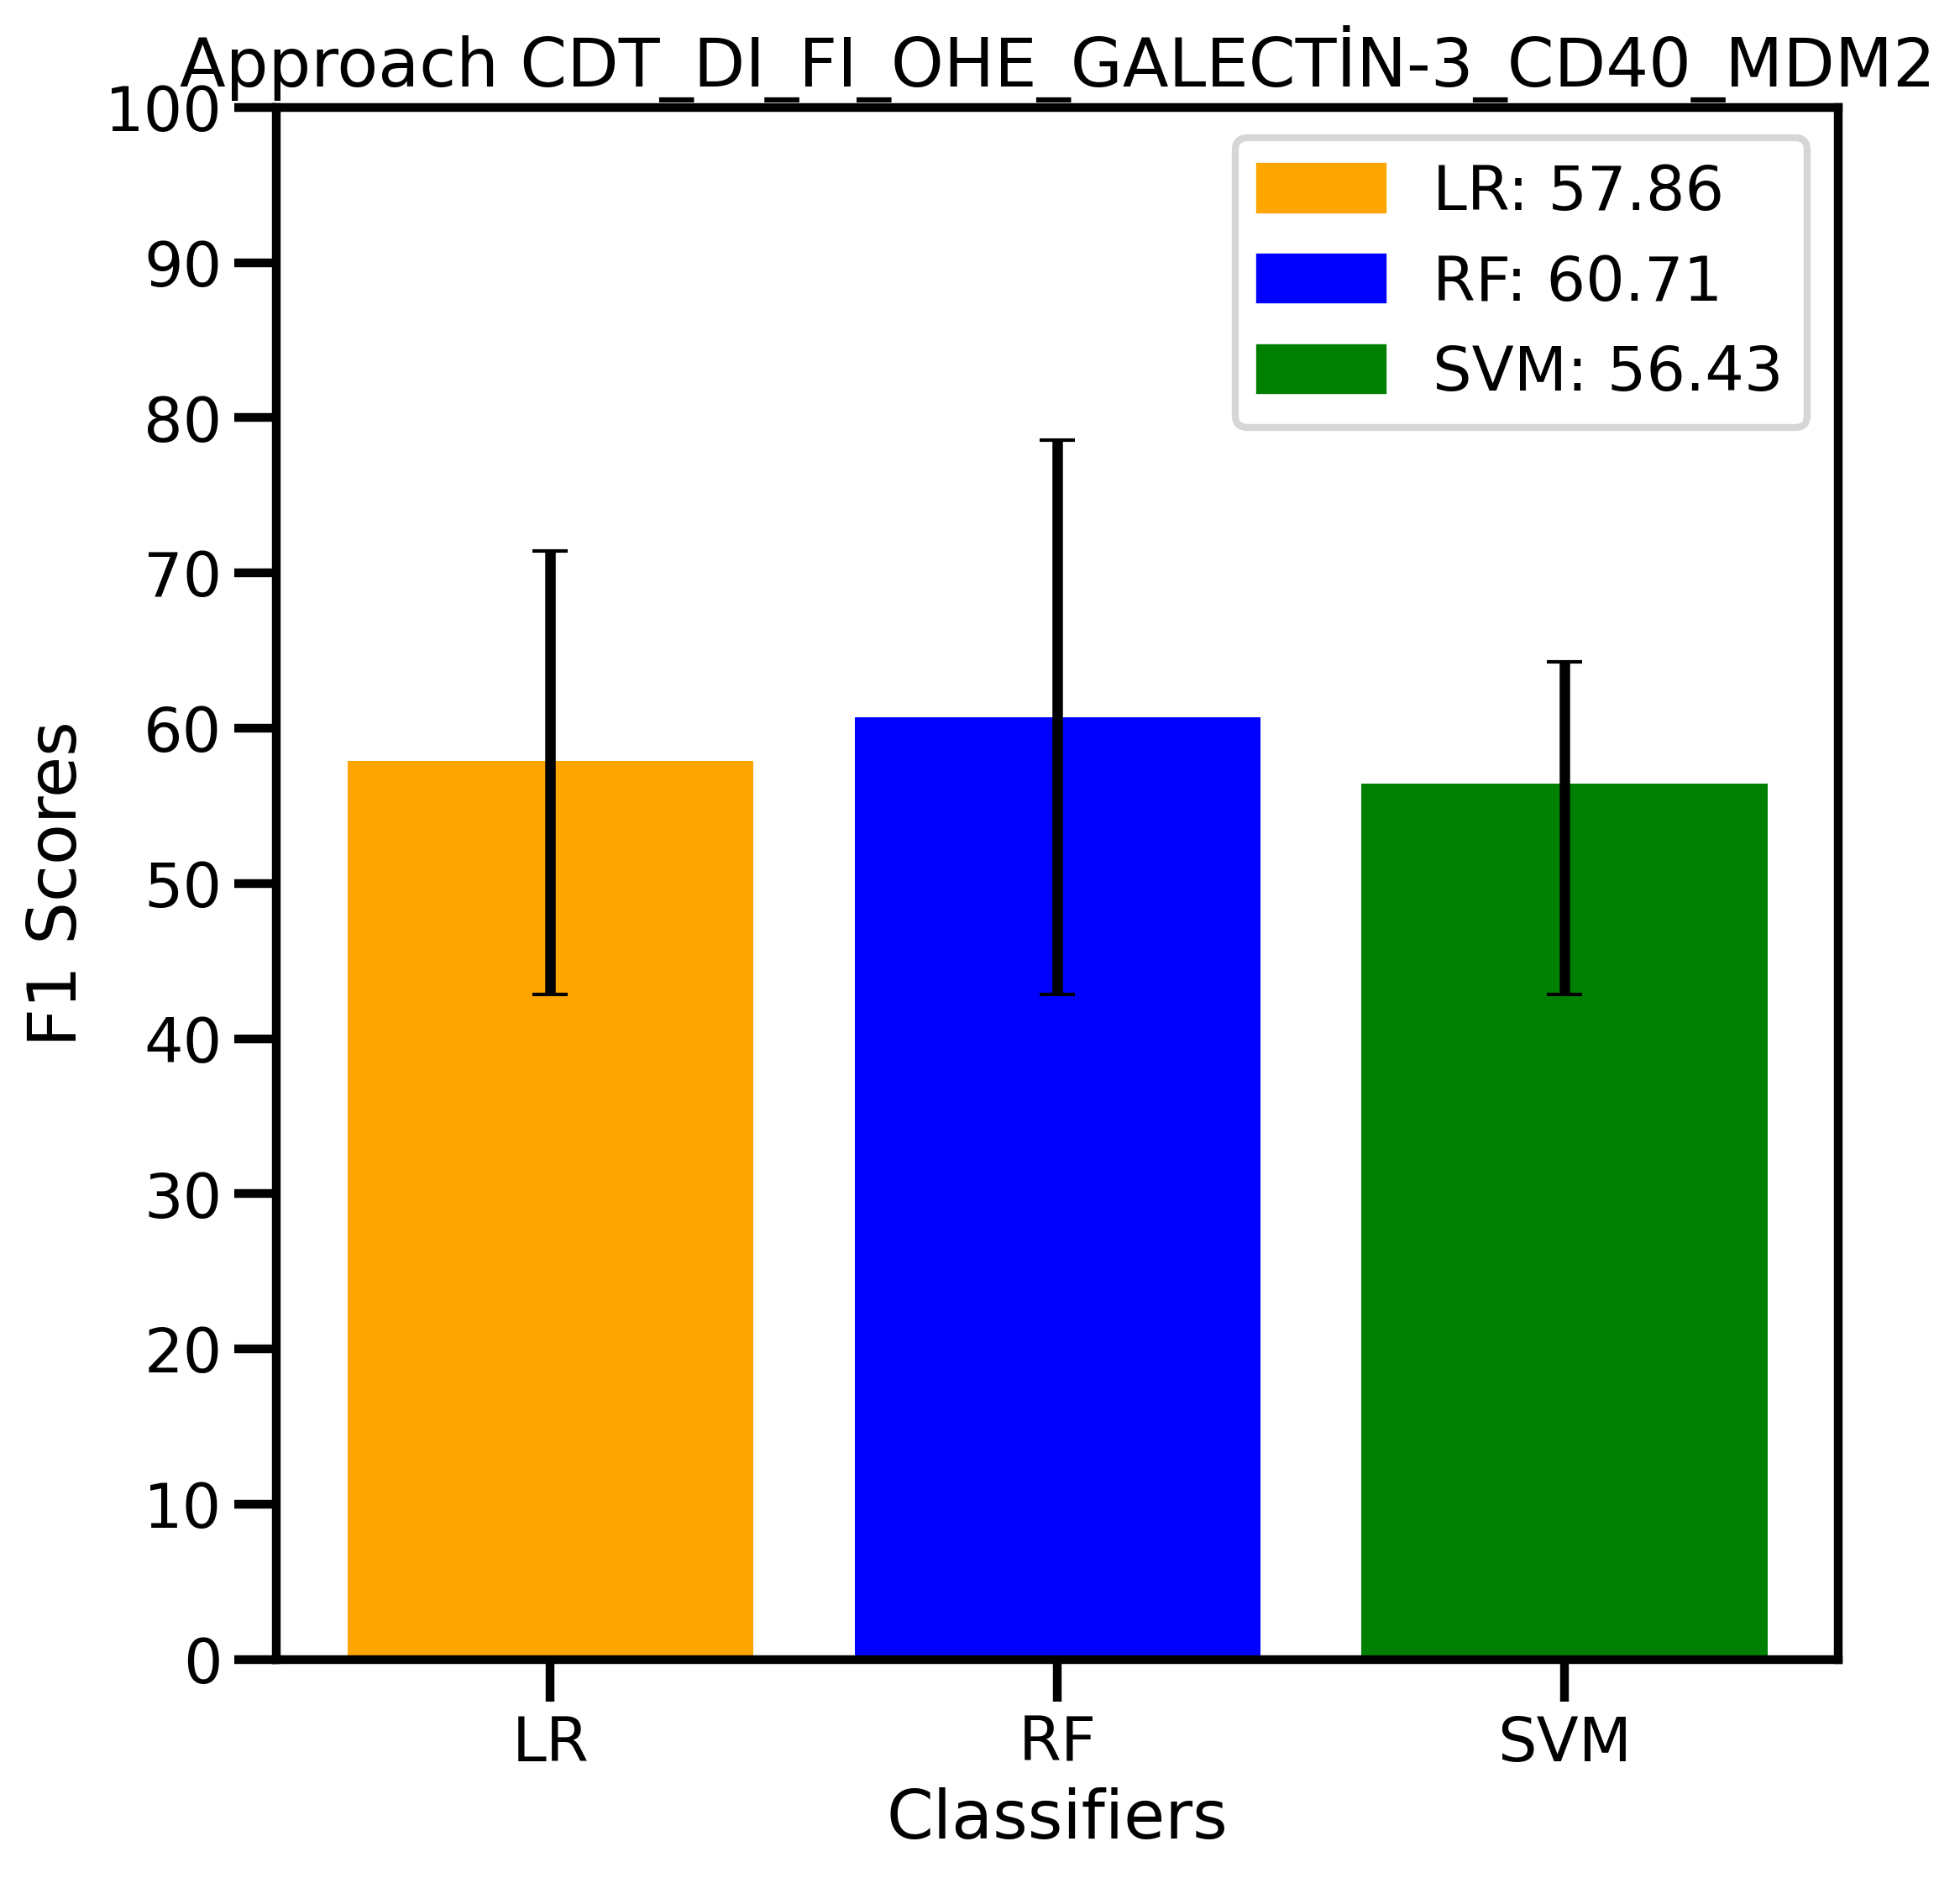 Approach CDT_DI_FI_OHE_GALECTİN-3_CD40_MDM2
LR: 57.86
RF: 60.71
SVM: 56.43
F1 Scores
100
90
80
70
60
50
40
30
20
10
0
LR
RF
SVM
Classifiers